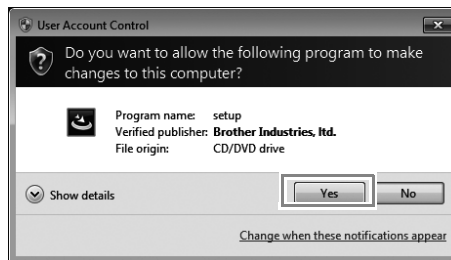 User Account Control
Do you want to allow the following program to make
changes to this computer?
Program name: setup
Verified publisher: Brother Industries, ltd.
File origin: CD/DVD drive
Show details
Yes
No
Change when these notifications appear